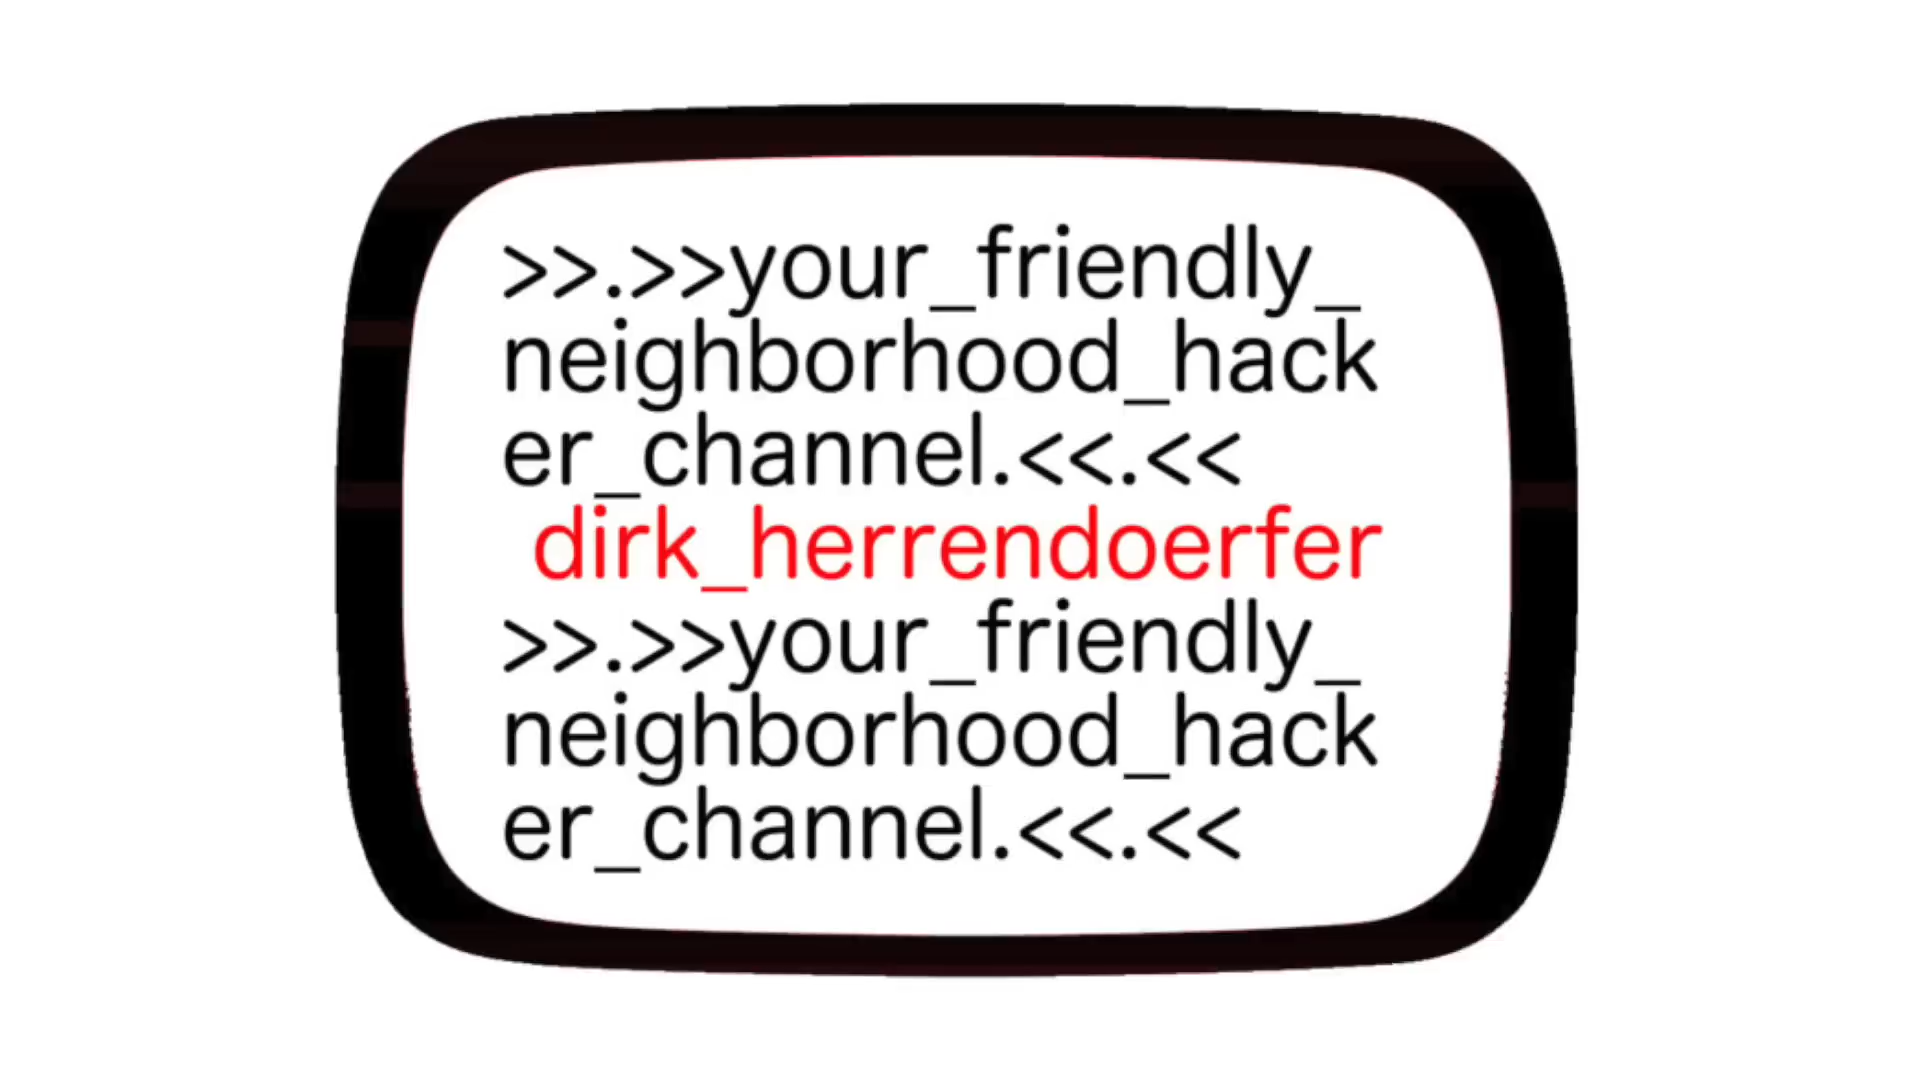 >>.>>your_friendly_
neighborhood_hack
er_channel.<<.<<
dirk_herrendoerfer
>>.>>your_friendly_
neighborhood_hack
er_channel.<<.<<